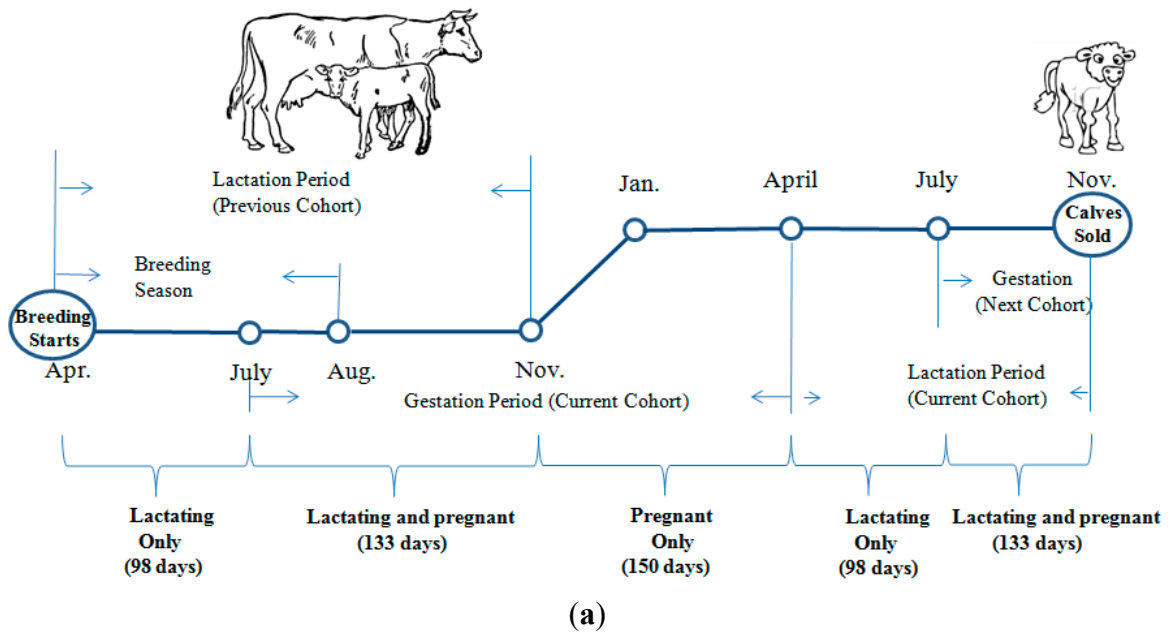 Lactation Period
(Previous Cohort)
Jan.
April
July
Nov.
Calves
Sold
Breeding
Season
Gestation
(Next Cohort)
Breeding
Starts
Apr.
July
Aug.
Nov.
Gestation Period (Current Cohort)
Lactation Period
(Current Cohort)
Lactating
Only
(98 days)
Lactating and pregnant
(133 days)
Pregnant
Only
(150 days)
Lactating
Only
(98 days)
Lactating and pregnant
(133 days)
(a)